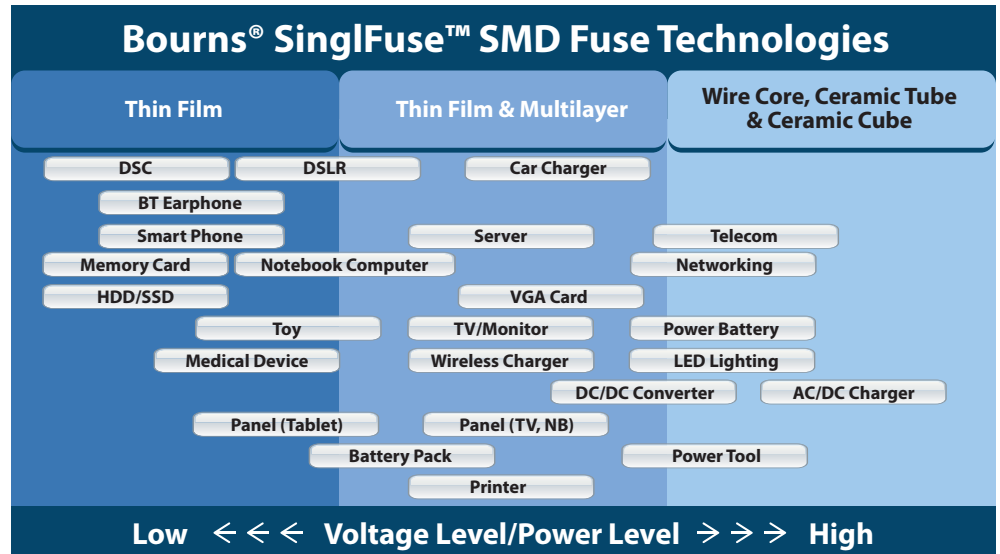 Bourns® SinglFuse™ SMD Fuse Technologies
Thin Film
Thin Film & Multilayer
Wire Core, Ceramic Tube
& Ceramic Cube
DSC
DSLR
Car Charger
BT Earphone
Smart Phone
Server
Telecom
Memory Card
Notebook Computer
Networking
HDD/SSD
VGA Card
Toy
TV/Monitor
Power Battery
Medical Device
Wireless Charger
LED Lighting
DC/DC Converter
AC/DC Charger
Panel (Tablet)
Panel (TV, NB)
Battery Pack
Power Tool
Printer
Low ← ← ← Voltage Level/Power Level → → → High